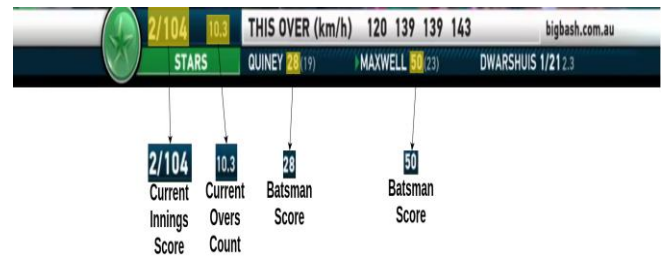 2/104 10.3 THIS OVER (km/h) 120 139 139 143 bigbash.com.au
STARS QUINEY 28 (19) MAXWELL 50 (23) DWARSHUIS 1/21 2.3
2/104 10.3 28 50
Current Current Batsman Batsman
Innings Overs Score Score
Score Count